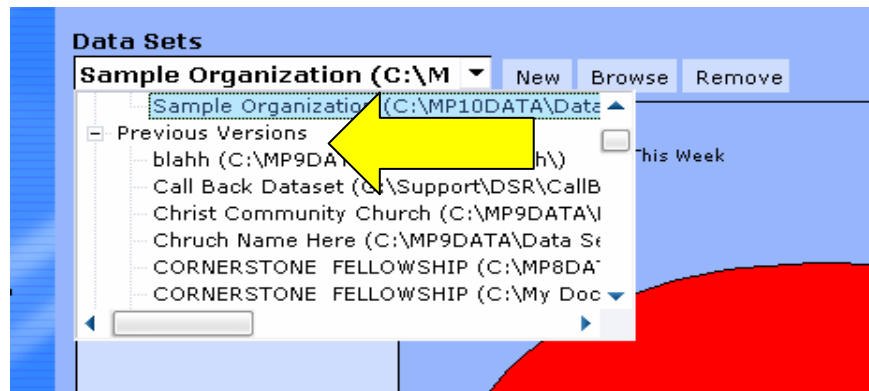 Data Sets
Sample Organization (C:\M New Browse Remove
Sample Organization (C:\MP10DATA\Data
Previous Versions
This Week
blahh (C:\MP9DA h\)
Call Back Dataset (G:\Support\DSR\CallB
Christ Community Church (C:\MP9DATA\
Chruch Name Here (C:\MP9DATA\Data Se
CORNERSTONE FELLOWSHIP (C:\MP8DA
CORNERSTONE FELLOWSHIP (C:\My Doc